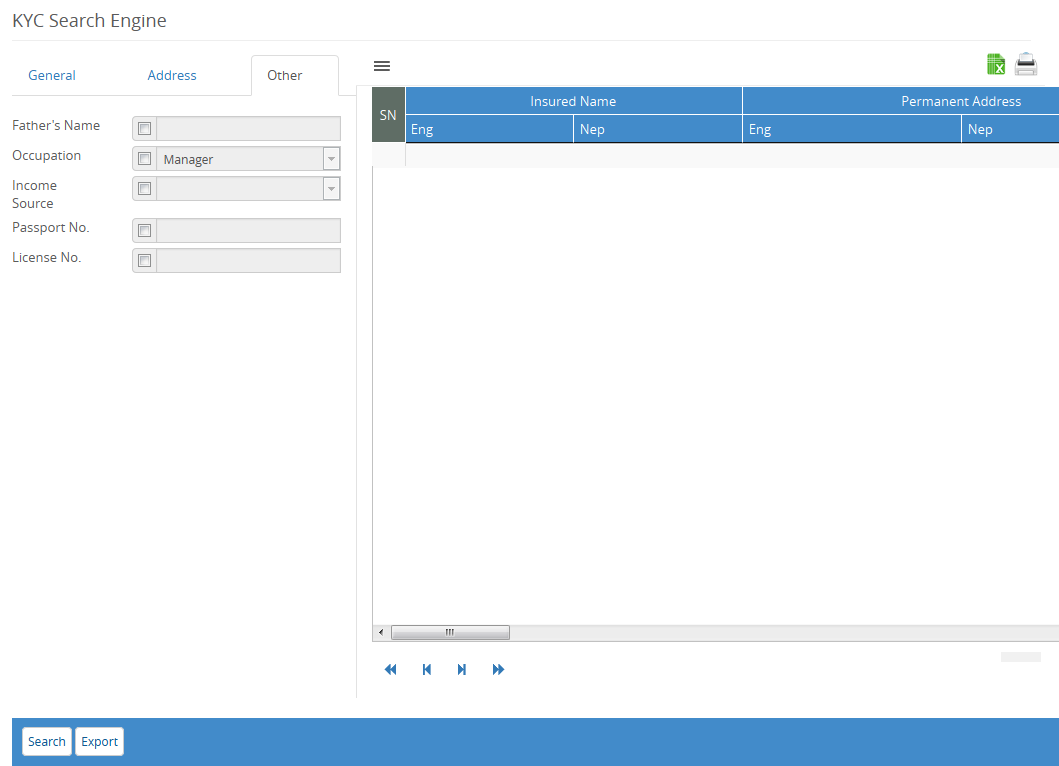 KYC Search Engine
General Address Other
Father's Name
Occupation Manager
Income
Source
Passport No.
License No.
SN Insured Name Permanent Address
Eng Nep Eng Nep
Search Export